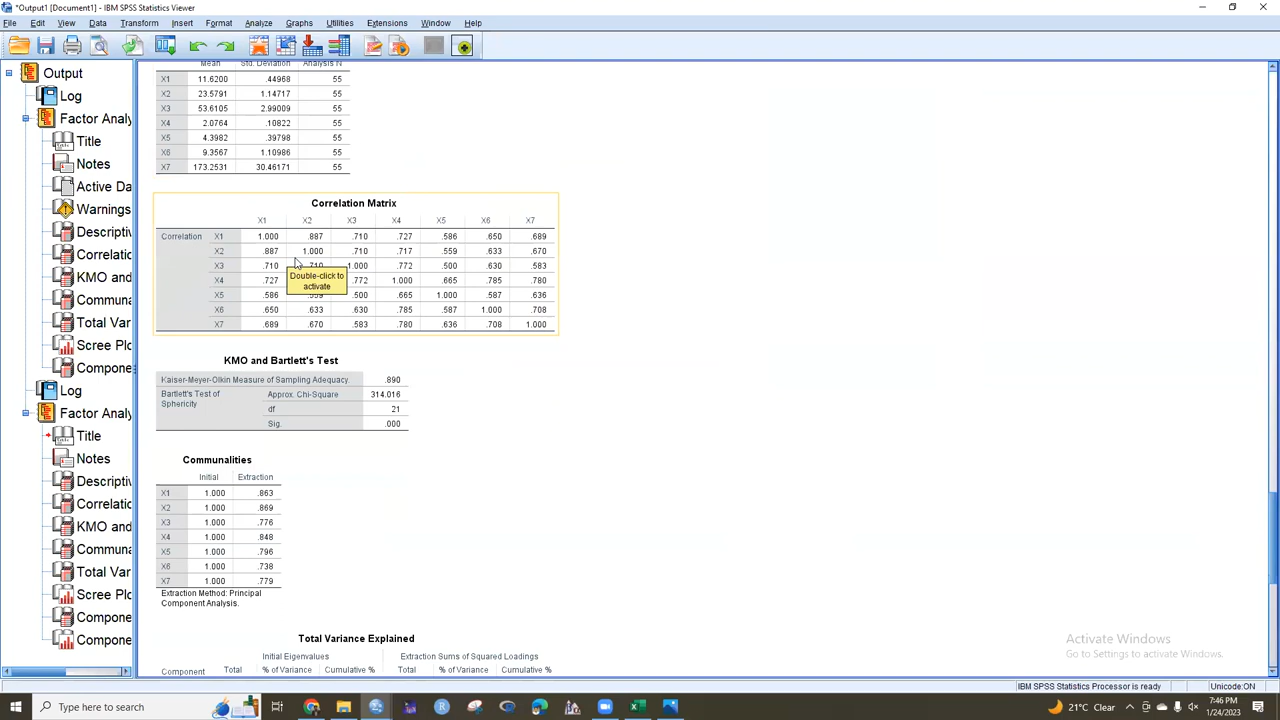 *Output1 [Document1] - IBM SPSS Statistics Viewer
File Edit View Data Transform Insert Format Analyze Graphs Utilities Extensions Window Help
Output
Log
Factor Analy
Title
Notes
Active Da
Warnings
Descriptiv
Correlatio
KMO and
Communa
Total Var
Scree Plo
Compone
Log
Factor Analy
Title
Notes
Descriptiv
Correlatio
KMO and
Communa
Total Var
Scree Plo
Compone
Compone
Mean Std. Deviation Analysis N
X1 11.6200 .44968 55
X2 23.5791 1.14717 55
X3 53.6105 2.99009 55
X4 2.0764 .10822 55
X5 4.3982 .39798 55
X6 9.3567 1.10986 55
X7 173.2531 30.46171 55
Correlation Matrix
X1 X2 X3 X4 X5 X6 X7
Correlation X1 1.000 .887 .710 .727 .586 .650 .689
X2 .887 1.000 .710 .717 .559 .633 .670
X3 .710 .710 1.000 .772 .500 .630 .583
X4 .727 .772 1.000 .665 .785 .780
X5 .586 .559 .500 .665 1.000 .587 .636
X6 .650 .633 .630 .785 .587 1.000 .708
X7 .689 .670 .583 .780 .636 .708 1.000
Double-click to
activate
KMO and Bartlett's Test
Kaiser-Meyer-Olkin Measure of Sampling Adequacy. .890
Bartlett's Test of Sphericity Approx. Chi-Square 314.016
df 21
Sig. .000
Communalities
Initial Extraction
X1 1.000 .863
X2 1.000 .869
X3 1.000 .776
X4 1.000 .848
X5 1.000 .796
X6 1.000 .738
X7 1.000 .779
Extraction Method: Principal
Component Analysis.
Total Variance Explained
Initial Eigenvalues Extraction Sums of Squared Loadings
Component Total % of Variance Cumulative % Total % of Variance Cumulative %
Activate Windows
Go to Settings to activate Windows.
IBM SPSS Statistics Processor is ready Unicode:ON
Type here to search
21°C Clear
7:46 PM
1/24/2023